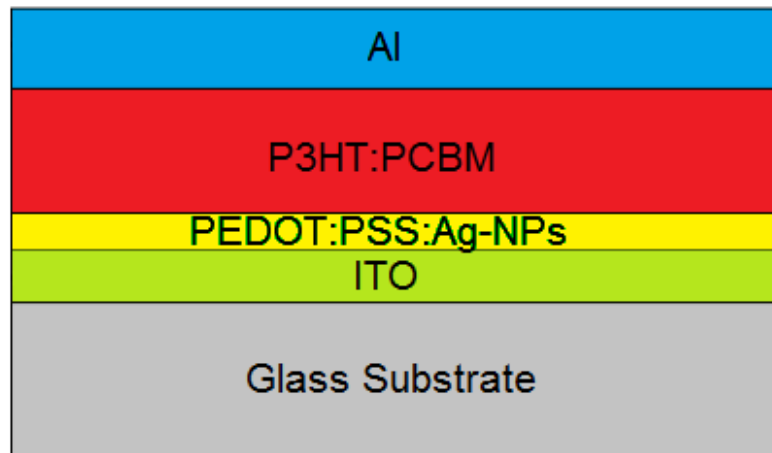 Al
P3HT:PCBM
PEDOT:PSS:Ag-NPs
ITO
Glass Substrate